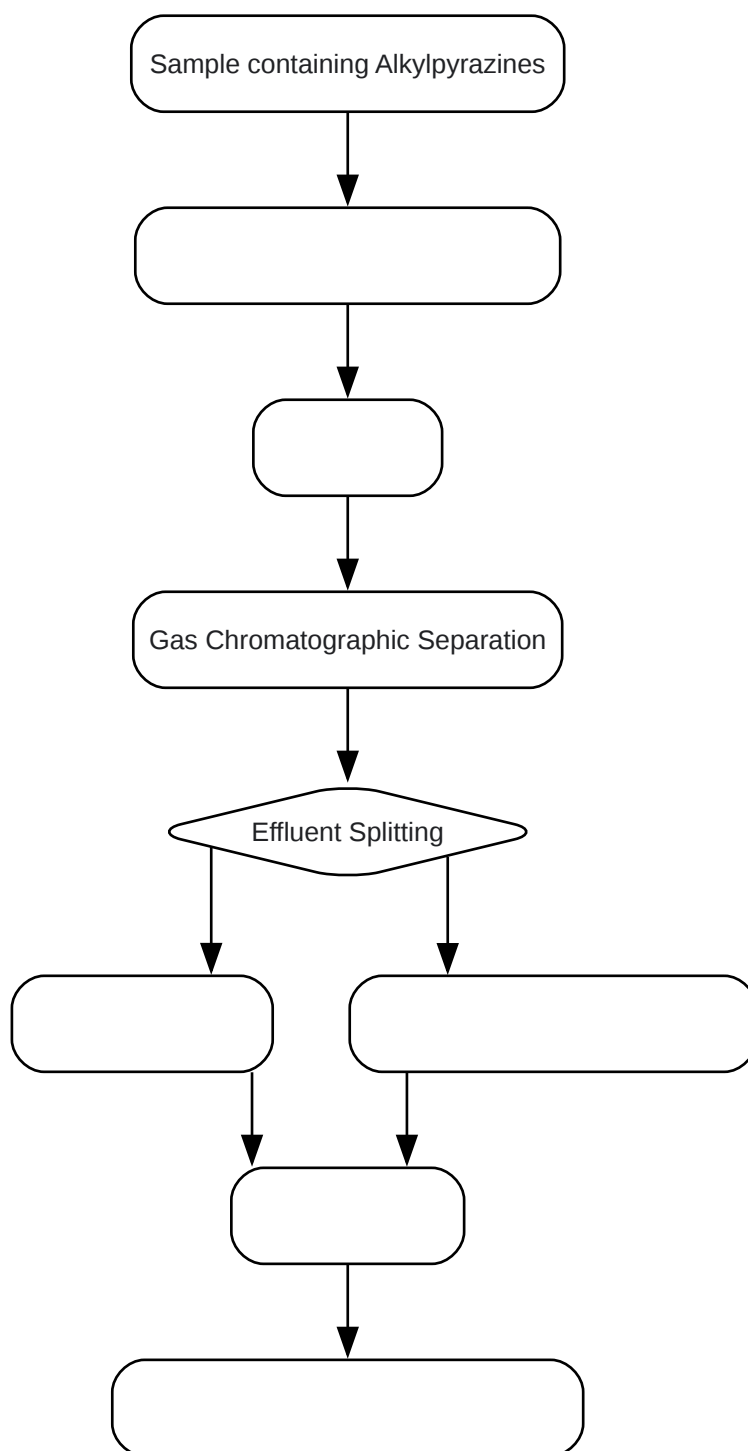 Sample containing Alkylpyrazines
Gas Chromatographic Separation
Effluent Splitting